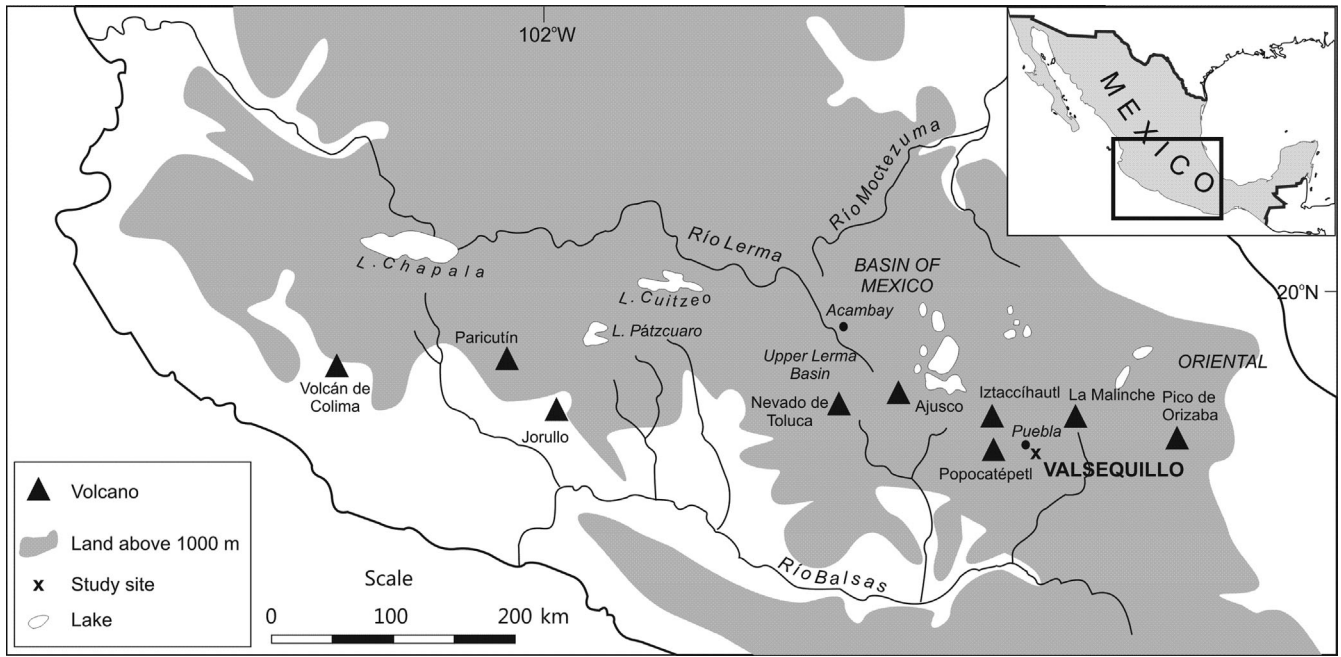 102°W
MEXICO
Río Moctezuma
Río Lerma
L. Chapala
BASIN OF
MEXICO
20°N
L. Cuitzeo
Acambay
L. Pátzcuaro
Paricutín
Upper Lerma
Basin
ORIENTAL
Volcán de
Colima
Iztaccíhautl
La Malinche
Pico de
Orizaba
Nevado de
Toluca
Ajusco
Jorullo
Puebla
x
VALSEQUILLO
Popocatépetl
Río Balsas
Volcano
Land above 1000 m
x Study site
Lake
Scale
0 100 200 km